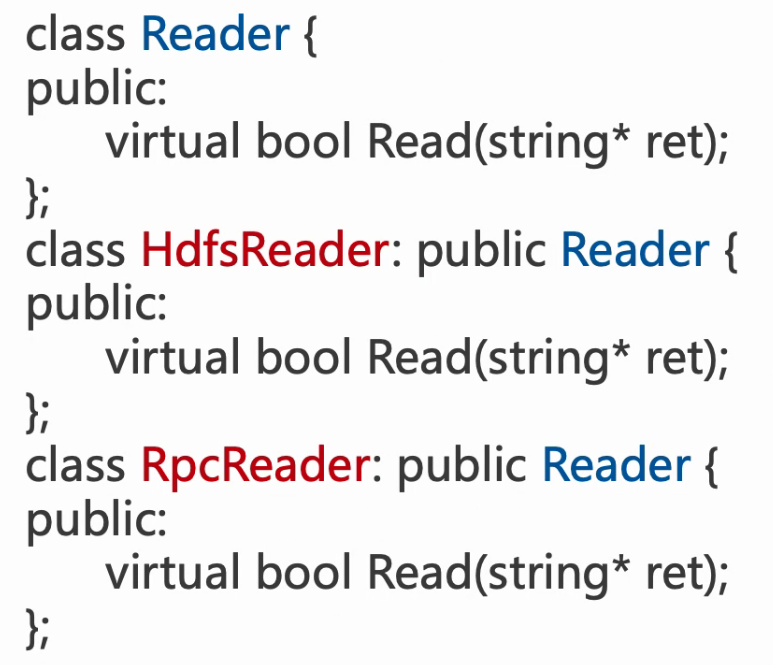 class Reader {
public:
virtual bool Read(string* ret);
};
class HdfsReader: public Reader {
public:
virtual bool Read(string* ret);
};
class RpcReader: public Reader {
public:
virtual bool Read(string* ret);
};